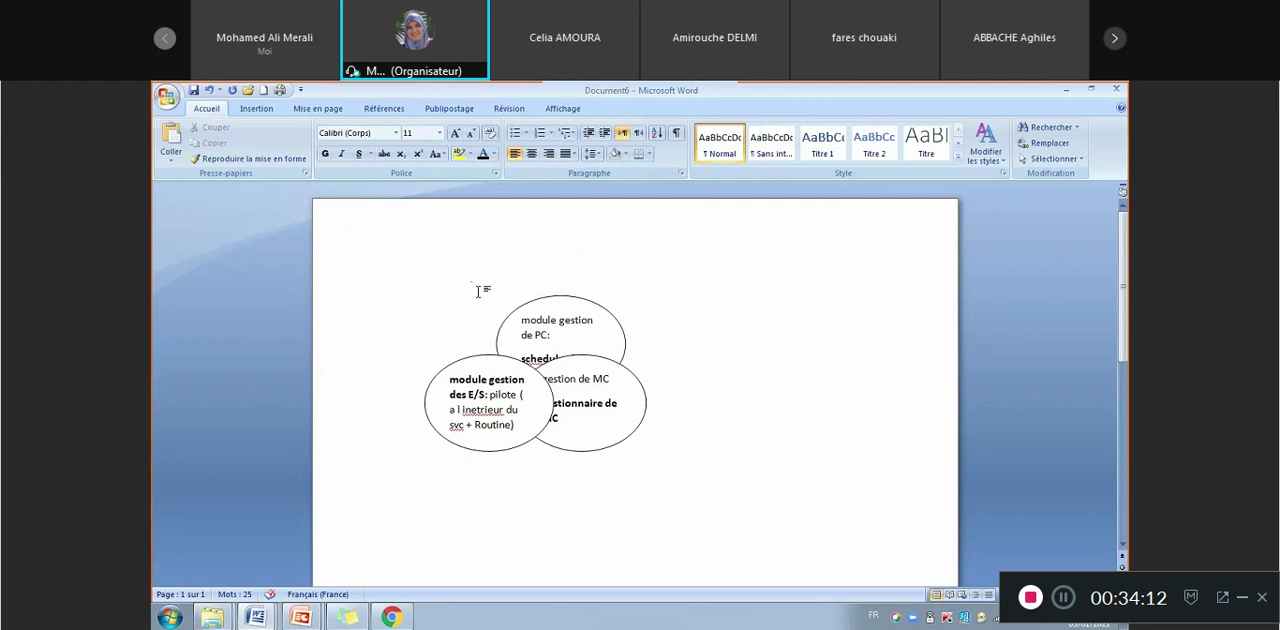 Mohamed Ali Merali
Moi
M... (Organisateur)
Celia AMOURA
Amirouche DELMI
fares chouaki
ABBACHE Aghiles
Document6 - Microsoft Word
Accueil
Insertion
Mise en page
Références
Publipostage
Révision
Affichage
Coller
Couper
Copier
Reproduire la mise en forme
Presse-papiers
Calibri (Corps)
11
Police
Paragraphe
AaBbCcDc
¶ Normal
AaBbCcDc
¶ Sans int...
AaBbC
Titre 1
AaBbCc
Titre 2
AaBl
Titre
Modifier
les styles
Style
Rechercher
Remplacer
Sélectionner
Modification
module gestion
de PC:
schedul
gestion de MC
stionnaire de
module gestion
des E/S: pilote (
a l inetrieur du
svc + Routine)
Page : 1 sur 1
Mots : 25
Français (France)
FR
00:34:12